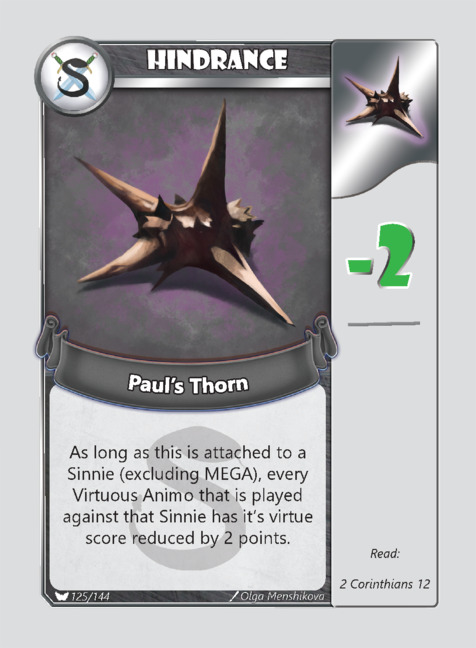 HINDRANCE
S
-2
Paul's Thorn
As long as this is attached to a
Sinnie (excluding MEGA), every
Virtuous Animo that is played
against that Sinnie has it's virtue
score reduced by 2 points.
Read:
2 Corinthians 12
125/144
Olga Menshikova